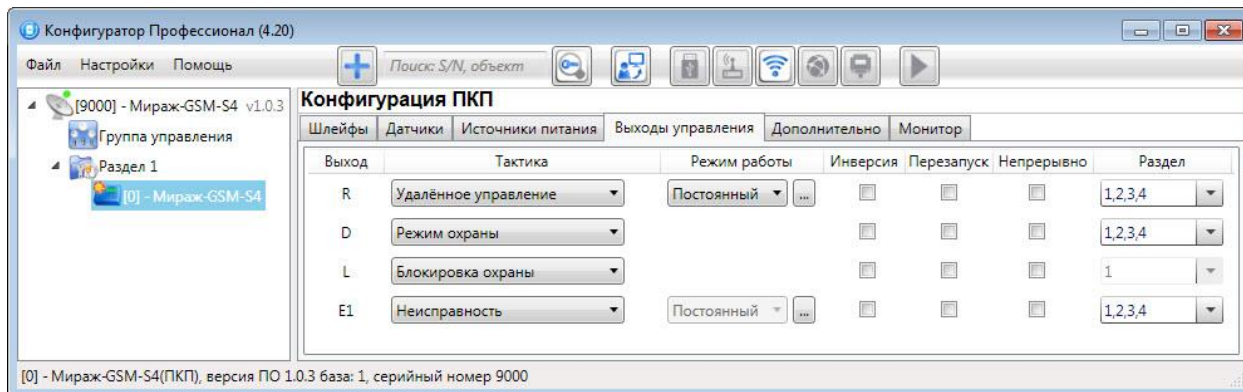 Конфигуратор Профессионал (4.20)
Файл Настройки Помощь
Поиск: S/N, объект
[9000] - Мираж-GSM-S4 v1.0.3
Группа управления
Раздел 1
[0] - Мираж-GSM-S4
Конфигурация ПКП
Шлейфы Датчики Источники питания Выходы управления Дополнительно Монитор
Выход Тактика Режим работы Инверсия Перезапуск Непрерывно Раздел
R Удалённое управление Постоянный ... 1,2,3,4
D Режим охраны 1,2,3,4
L Блокировка охраны 1
E1 Неисправность Постоянный ... 1,2,3,4
[0] - Мираж-GSM-S4(ПКП), версия ПО 1.0.3 база: 1, серийный номер 9000